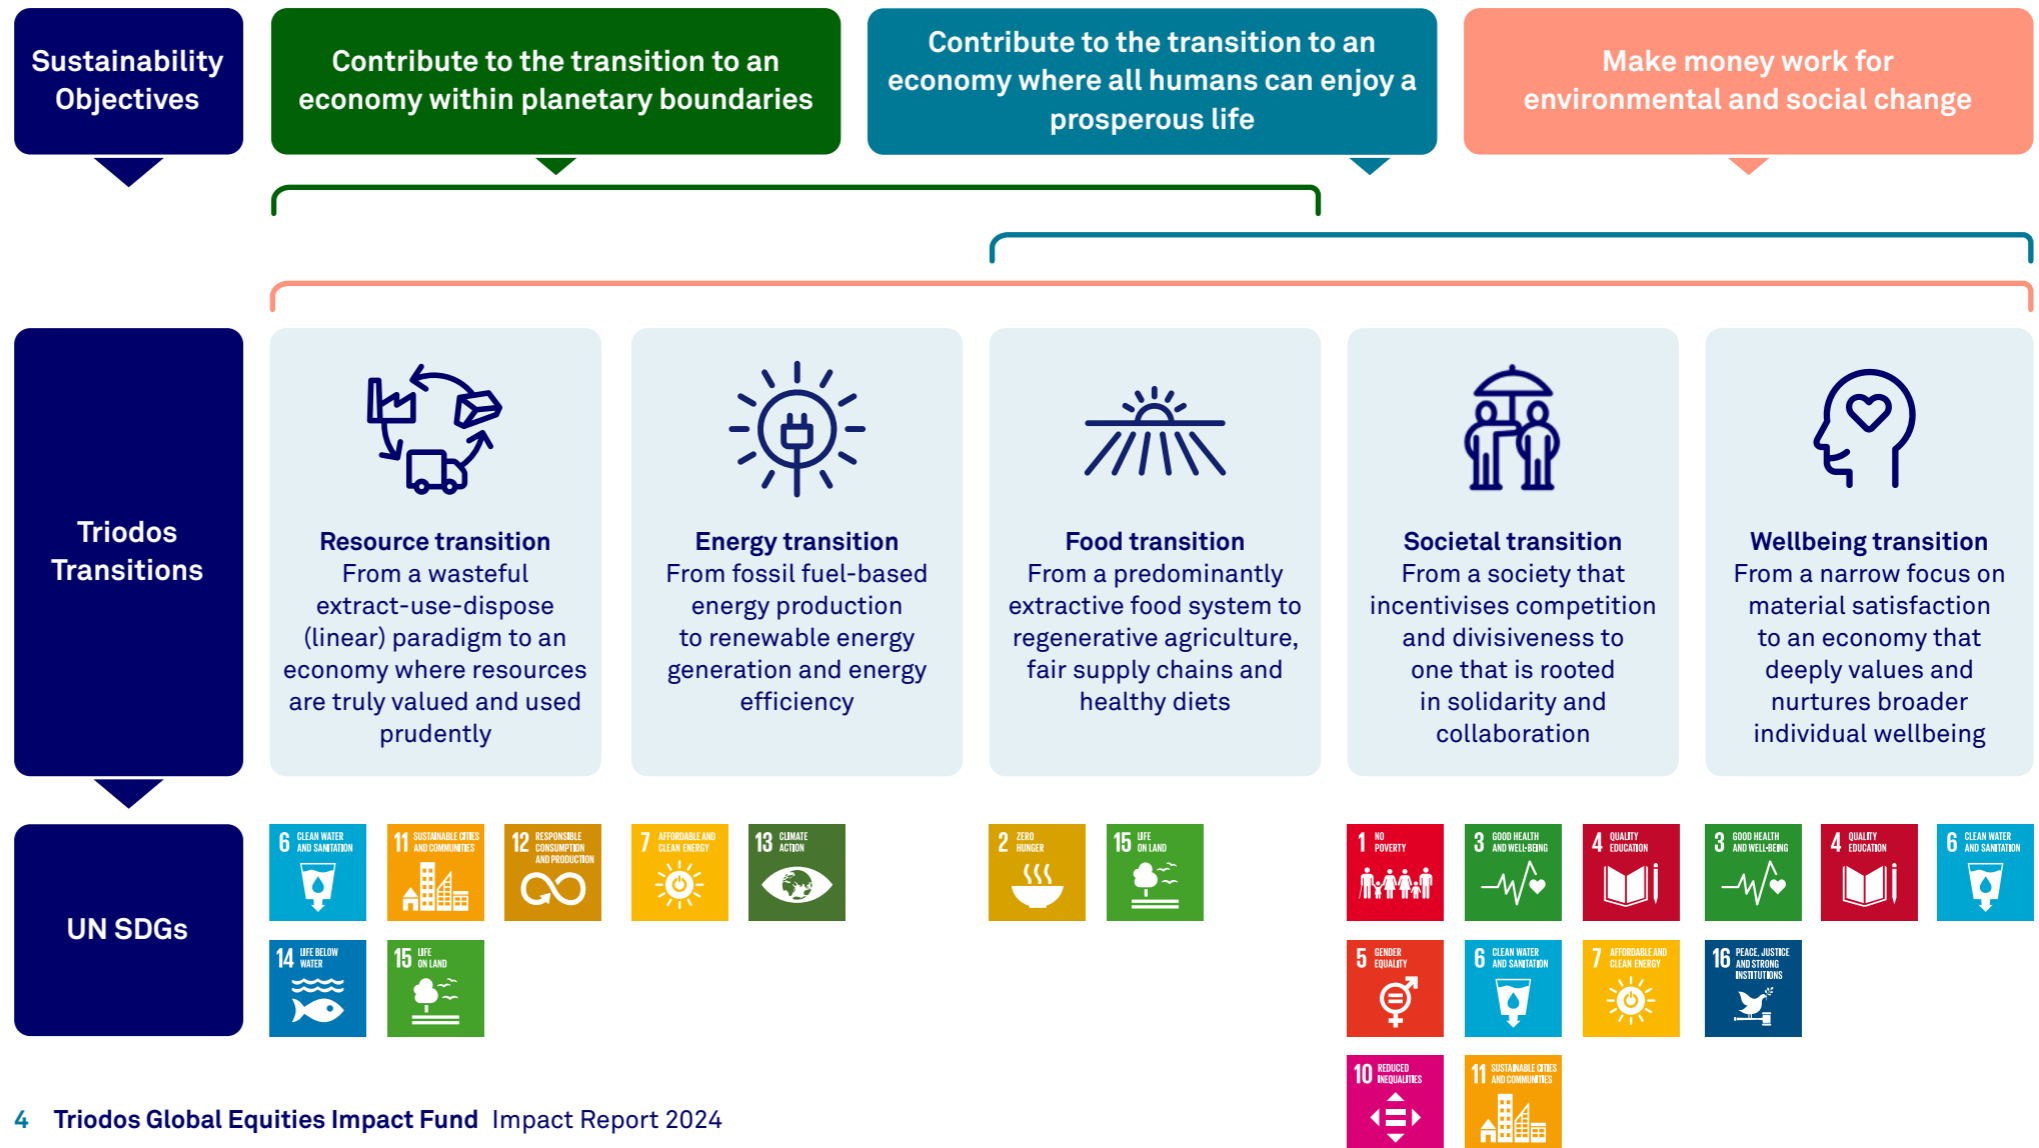 Sustainability
Objectives
Contribute to the transition to an
economy within planetary boundaries
Contribute to the transition to an
economy where all humans can enjoy a
prosperous life
Make money work for
environmental and social change
Triodos
Transitions
Resource transition
From a wasteful
extract-use-dispose
(linear) paradigm to an
economy where resources
are truly valued and used
prudently
Energy transition
From fossil fuel-based
energy production
to renewable energy
generation and energy
efficiency
Food transition
From a predominantly
extractive food system to
regenerative agriculture,
fair supply chains and
healthy diets
Societal transition
From a society that
incentivises competition
and divisiveness to
one that is rooted
in solidarity and
collaboration
Wellbeing transition
From a narrow focus on
material satisfaction
to an economy that
deeply values and
nurtures broader
individual wellbeing
UN SDGs
6 CLEAN WATER
AND SANITATION
11 SUSTAINABLE CITIES
AND COMMUNITIES
12 RESPONSIBLE
CONSUMPTION
AND PRODUCTION
14 LIFE BELOW
WATER
15 LIFE
ON LAND
7 AFFORDABLE AND
CLEAN ENERGY
13 CLIMATE
ACTION
2 ZERO
HUNGER
15 LIFE
ON LAND
1 NO
POVERTY
3 GOOD HEALTH
AND WELL-BEING
4 QUALITY
EDUCATION
5 GENDER
EQUALITY
6 CLEAN WATER
AND SANITATION
7 AFFORDABLE AND
CLEAN ENERGY
10 REDUCED
INEQUALITIES
11 SUSTAINABLE CITIES
AND COMMUNITIES
3 GOOD HEALTH
AND WELL-BEING
4 QUALITY
EDUCATION
6 CLEAN WATER
AND SANITATION
16 PEACE, JUSTICE
AND STRONG
INSTITUTIONS
4 Triodos Global Equities Impact Fund Impact Report 2024